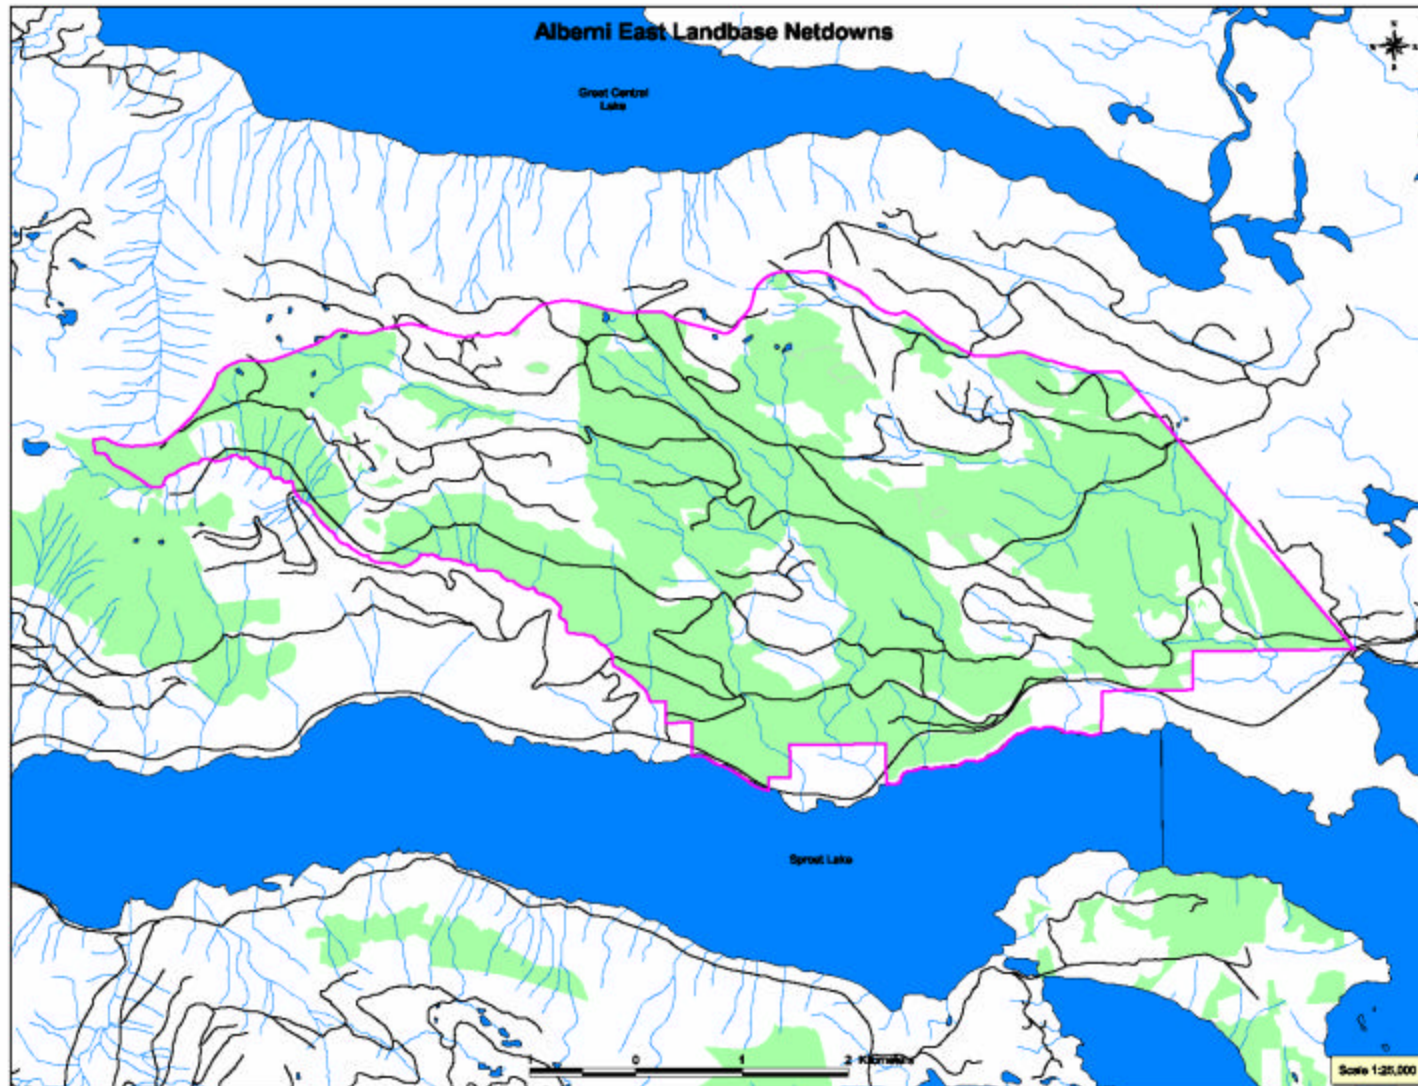 Alberni East Landbase Netdowns
N
S
Great Central
Lake
Sproat Lake
1 0 1 2 Kilometers
Scale 1:25,000